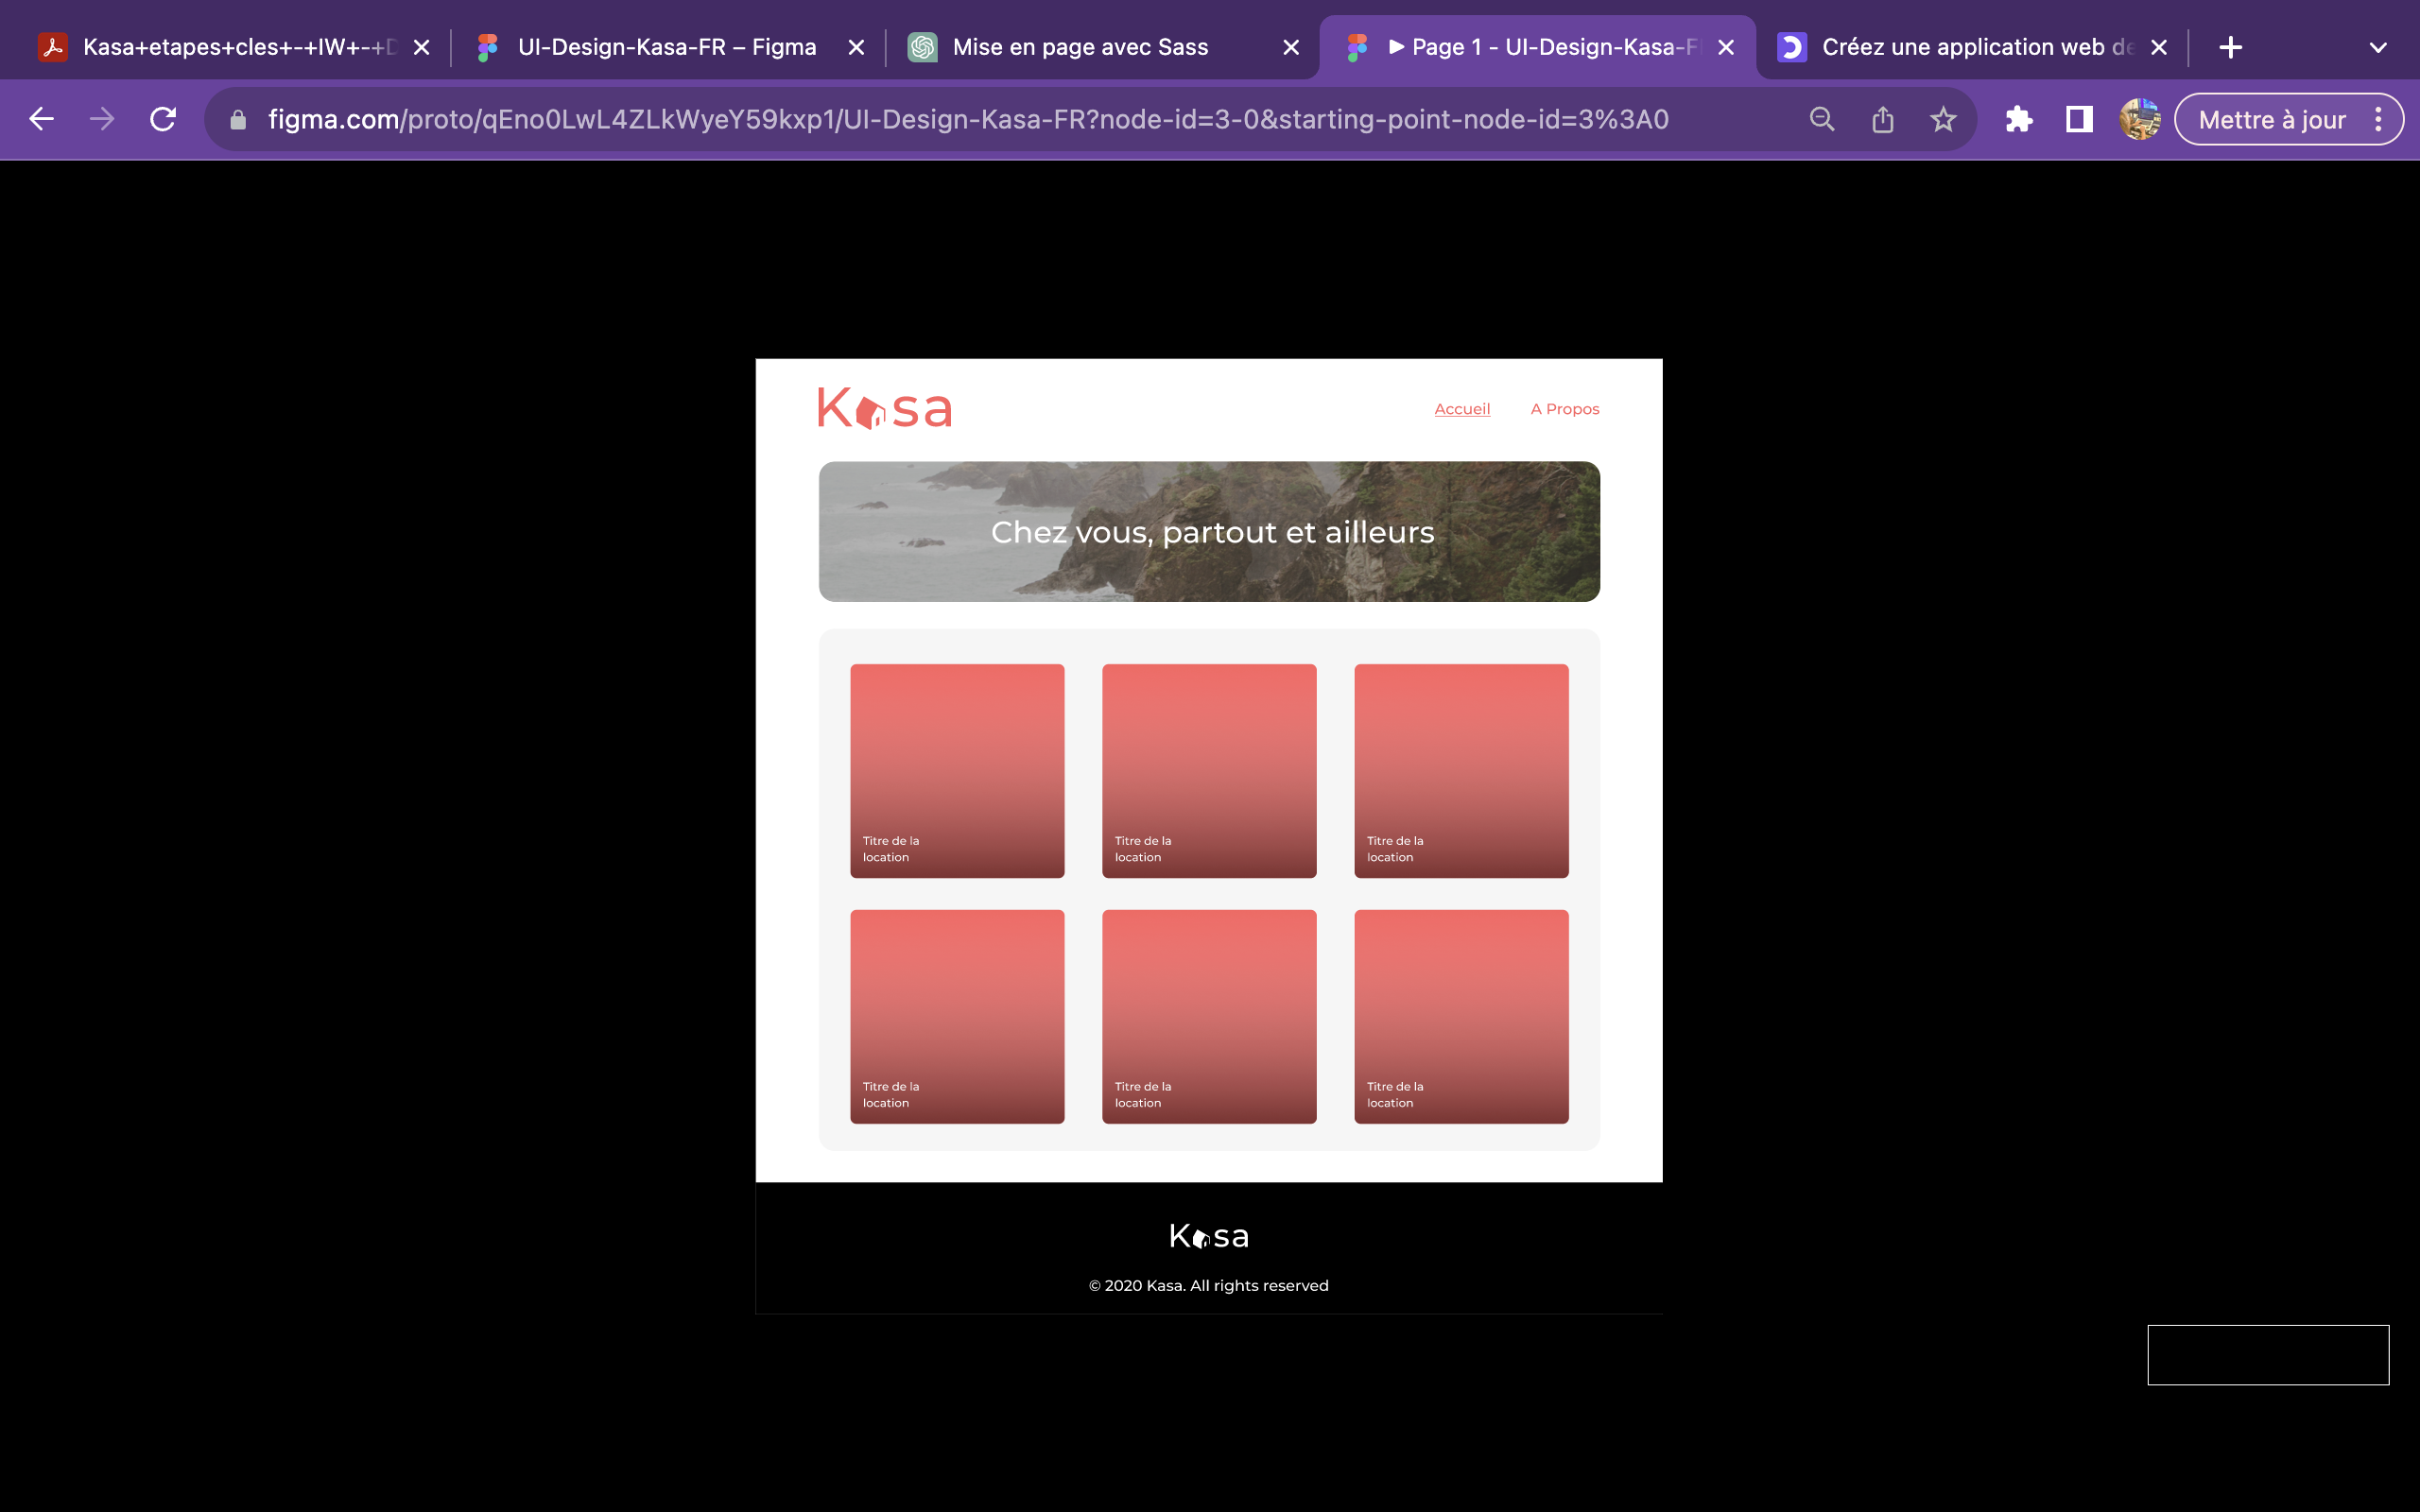 Kasa+etapes+cles+-+IW+-+D
UI-Design-Kasa-FR – Figma
Mise en page avec Sass
Page 1 - UI-Design-Kasa-F
Créez une application web de
figma.com/proto/qEno0LwL4ZLkWyeY59kxp1/UI-Design-Kasa-FR?node-id=3-0&starting-point-node-id=3%3A0
Mettre à jour
Kasa
Accueil
A Propos
Chez vous, partout et ailleurs
Titre de la
location
Titre de la
location
Titre de la
location
Titre de la
location
Titre de la
location
Titre de la
location
Kasa
© 2020 Kasa. All rights reserved